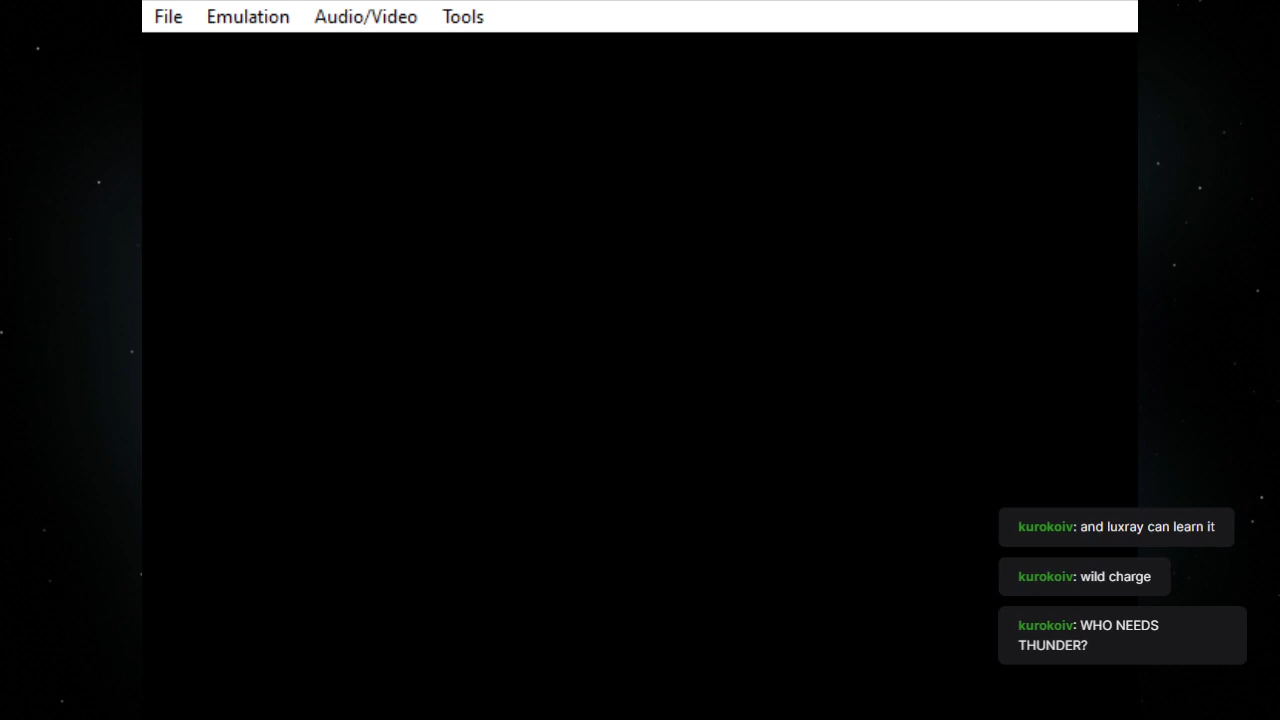 File Emulation Audio/Video Tools
kurokoiv: and luxray can learn it
kurokoiv: wild charge
kurokoiv: WHO NEEDS
THUNDER?